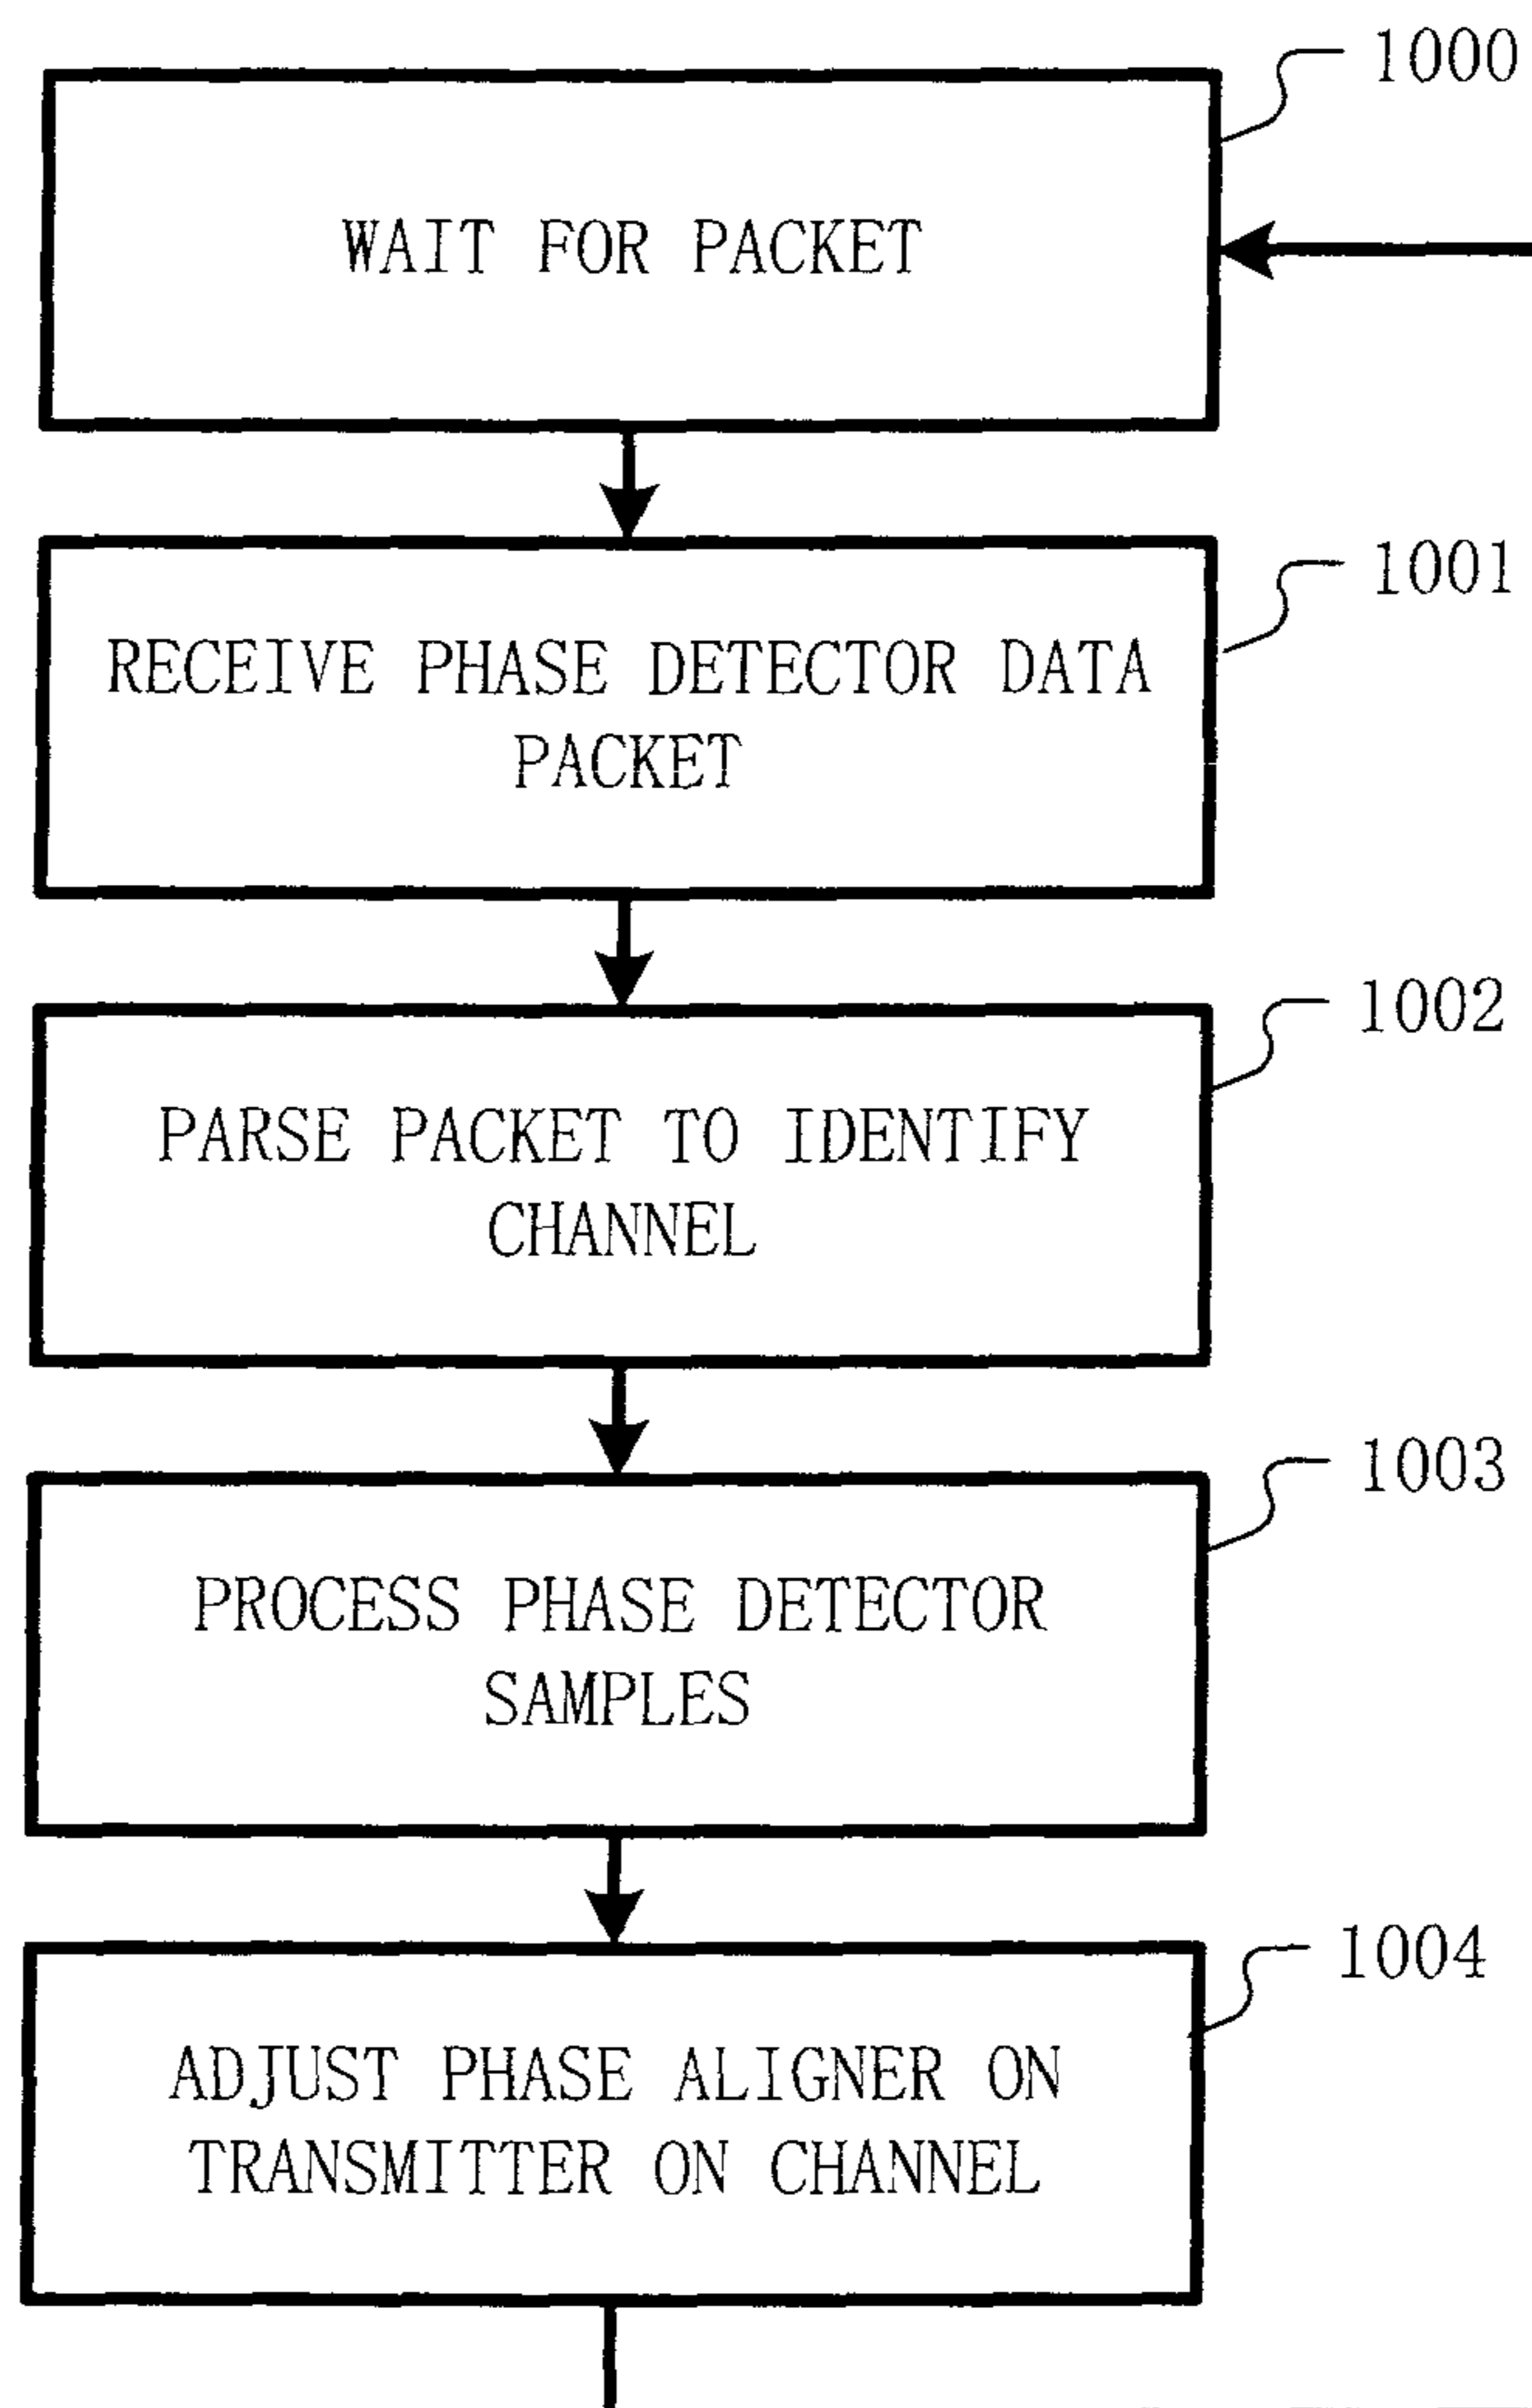 1000
WAIT FOR PACKET
1001
RECEIVE PHASE DETECTOR DATA
PACKET
1002
PARSE PACKET TO IDENTIFY
CHANNEL
1003
PROCESS PHASE DETECTOR
SAMPLES
1004
ADJUST PHASE ALIGNER ON
TRANSMITTER ON CHANNEL